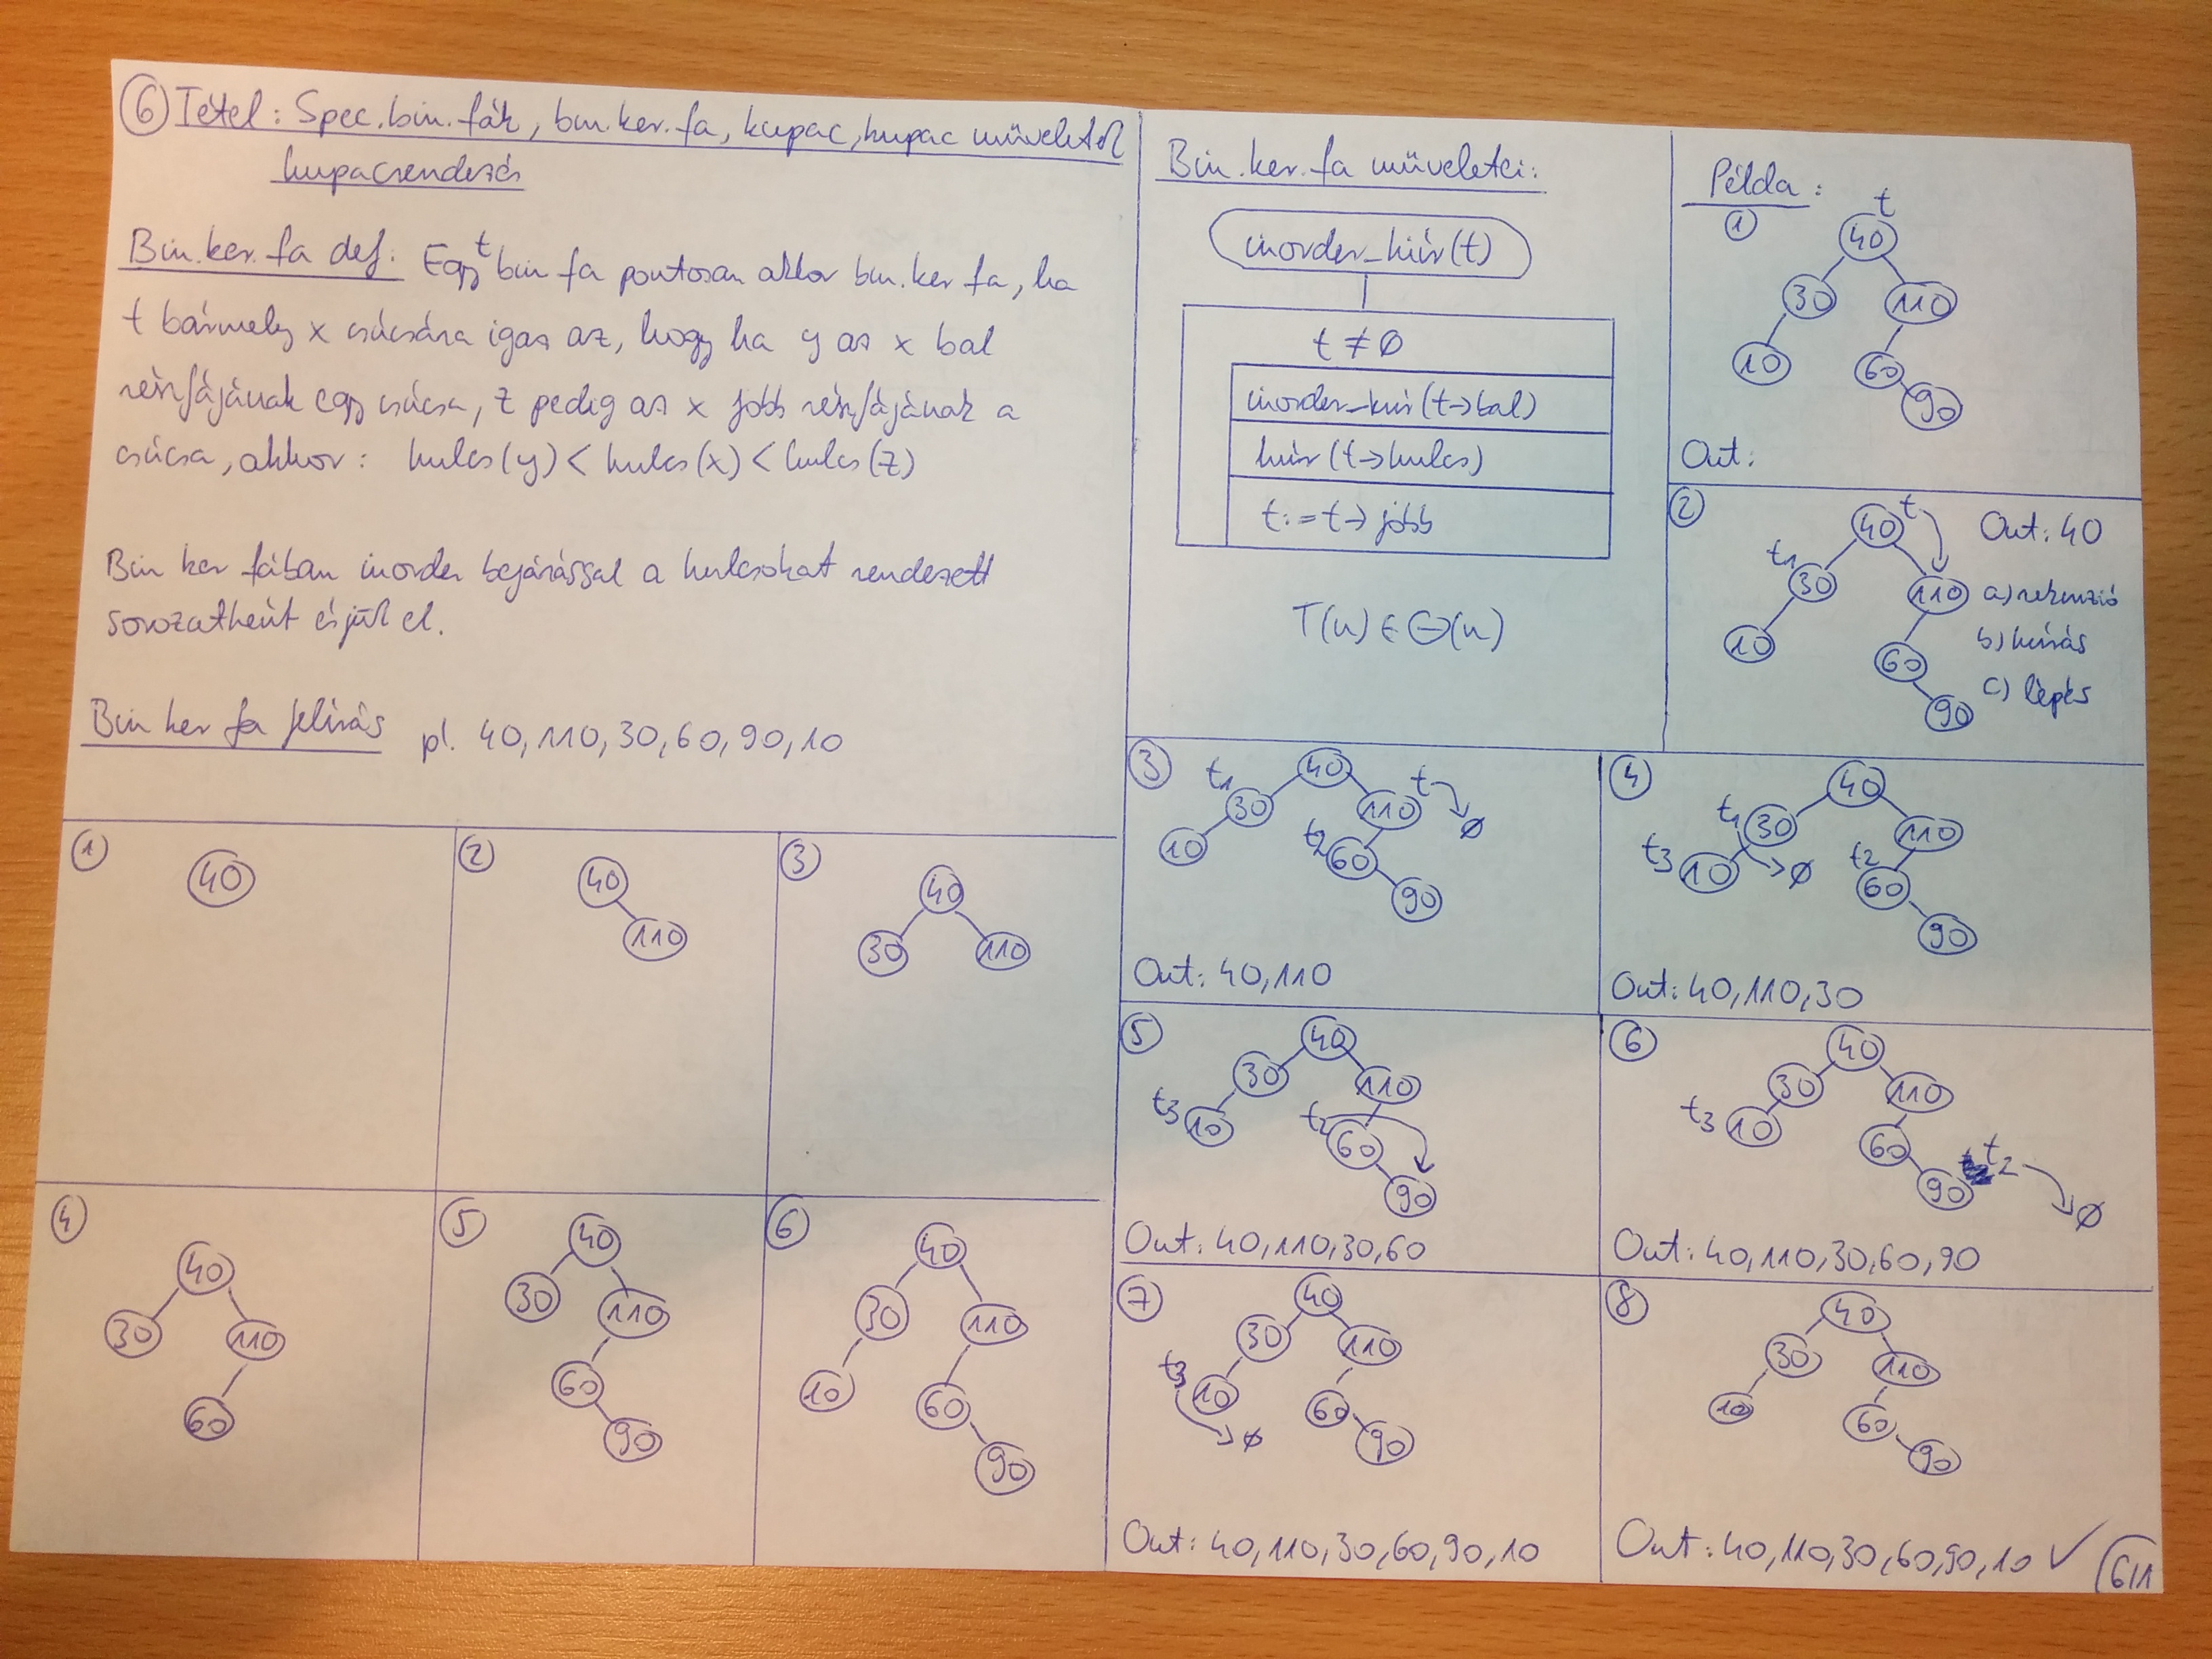 6 Tétel: Spec.bin.fák, bin.ker.fa, kupac, kupac műveletek
kupacrendezés
Bin.ker.fa def: Egy t bin fa pontosan akkor bin.ker fa, ha
t bármely x csúcsára igaz az, hogy ha y az x bal
részfájának egy csúcsa, z pedig az x jobb részfájának a
csúcsa, akkor: kulcs(y) < kulcs(x) < kulcs(z)
Bin ker fában inorder bejárással a kulcsokat rendezett
sorozatként érjük el.
Bin ker fa felírás pl. 40,110,30,60,90,10
1
40
2
40
110
3
40
30 110
4
40
30 110
60
5
40
30 110
60
90
6
40
30 110
10 60
90
Bin.ker.fa műveletei:
inorder_kiír(t)
t ≠ ∅
inorder_kiír(t→bal)
kiír(t→kulcs)
t:=t→jobb
T(n) ∈ Θ(n)
Példa:
1
t
40
30 110
10 60
90
Out:
2
40 t
Out: 40
t1
30 110
a) rekurzió
10
b) kiírás
60
c) lépés
90
3
40
t1 t
30 110 ∅
10 t2 60
90
Out: 40,110
4
40
t1 30 110
t3 10 ∅ t2 60
90
Out: 40,110,30
5
40
30 110
t3 10 t2 60
90
Out: 40,110,30,60
6
40
30 110
t3 10 60
90 t2 ∅
Out: 40,110,30,60,90
7
40
30 110
t3 10 60
∅ 90
Out: 40,110,30,60,90,10
8
40
30 110
10 60
90
Out: 40,110,30,60,90,10 ✓
6/1